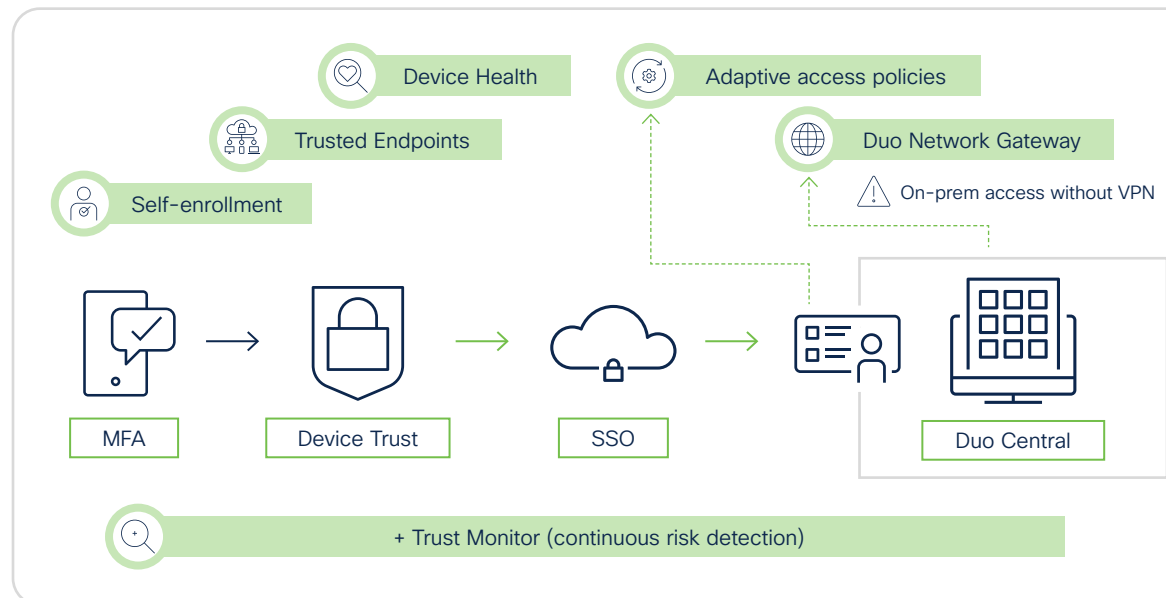 Device Health
Adaptive access policies
Trusted Endpoints
Duo Network Gateway
Self-enrollment
On-prem access without VPN
MFA
Device Trust
SSO
Duo Central
+ Trust Monitor (continuous risk detection)